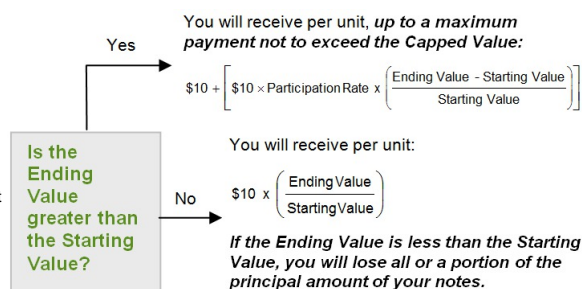 You will receive per unit, up to a maximum
payment not to exceed the Capped Value:
Yes
$10 + [ $10 × Participation Rate x ( Ending Value - Starting Value
Starting Value ) ]
Is the
Ending
Value
greater than
the Starting
Value?
You will receive per unit:
No
$10 x ( Ending Value
Starting Value )
If the Ending Value is less than the Starting
Value, you will lose all or a portion of the
principal amount of your notes.